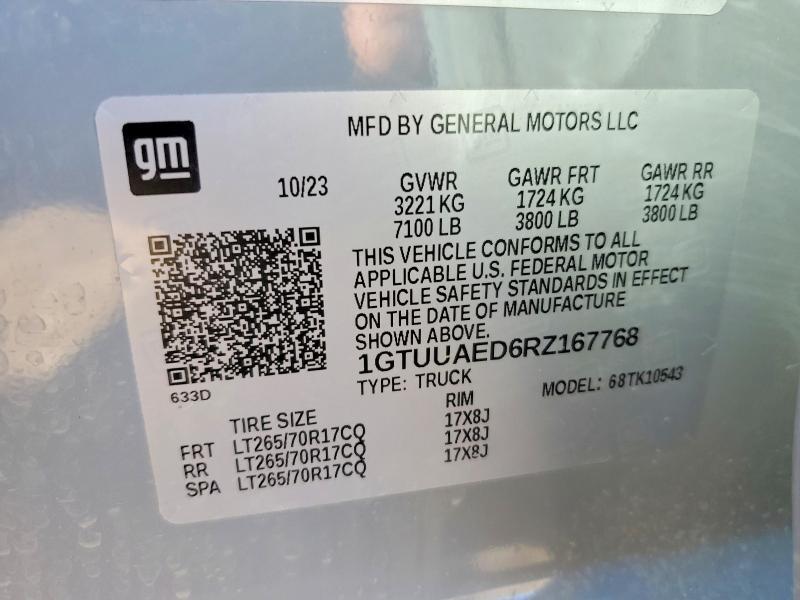 gm
MFD BY GENERAL MOTORS LLC
10/23
GVWR
3221 KG
7100 LB
GAWR FRT
1724 KG
3800 LB
GAWR RR
1724 KG
3800 LB
THIS VEHICLE CONFORMS TO ALL
APPLICABLE U.S. FEDERAL MOTOR
VEHICLE SAFETY STANDARDS IN EFFECT
ON THE DATE OF MANUFACTURE
SHOWN ABOVE.
1GTUUAED6RZ167768
TYPE: TRUCK
MODEL: 68TK10543
633D
TIRE SIZE RIM
FRT LT265/70R17CQ 17X8J
RR LT265/70R17CQ 17X8J
SPA LT265/70R17CQ 17X8J